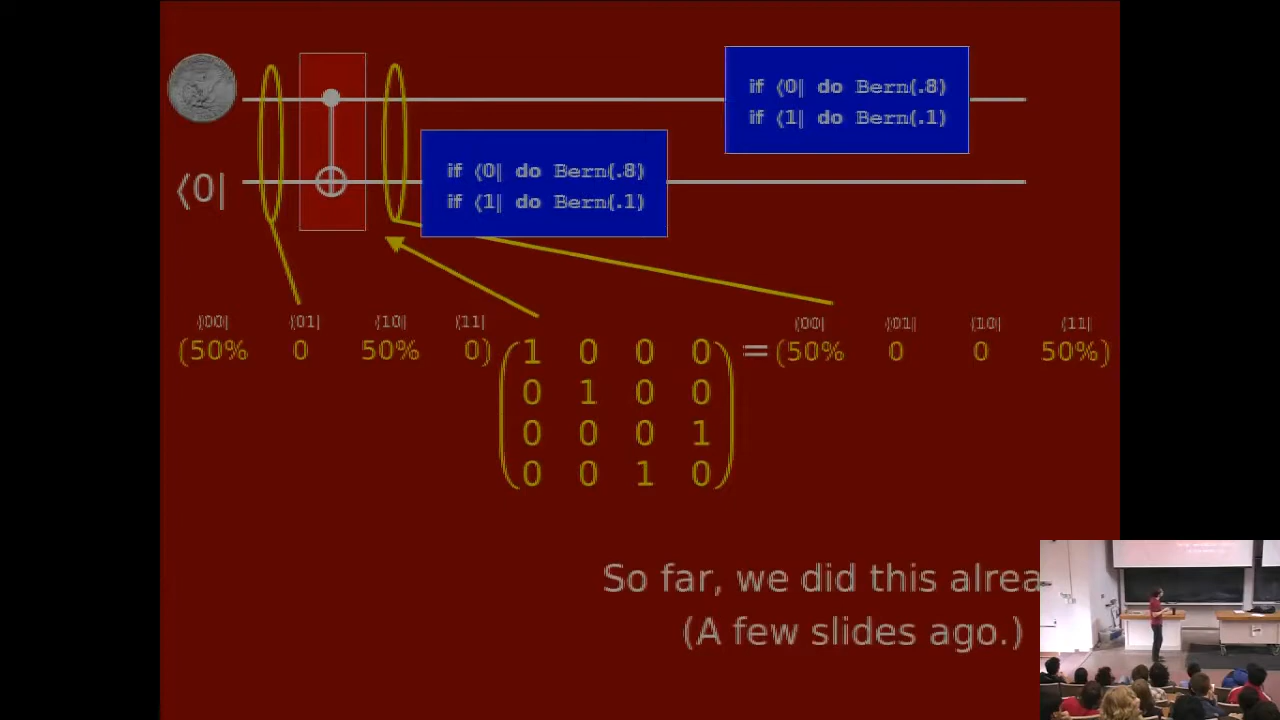 if ⟨0| do Bern(.8)
if ⟨1| do Bern(.1)
if ⟨0| do Bern(.8)
if ⟨1| do Bern(.1)
⟨0|
⟨00| ⟨01| ⟨10| ⟨11|
(50% 0 50% 0)
1 0 0 0
0 1 0 0
0 0 0 1
0 0 1 0
=
⟨00| ⟨01| ⟨10| ⟨11|
(50% 0 0 50%)
So far, we did this alrea
(A few slides ago.)